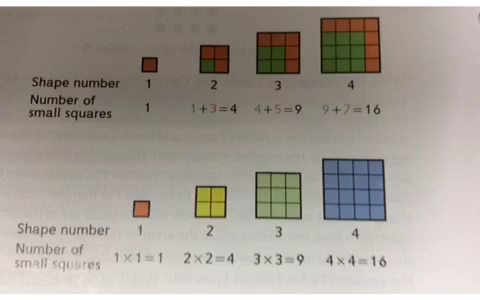 Shape number 1 2 3 4
Number of
small squares 1 1+3=4 4+5=9 9+7=16
Shape number 1 2 3 4
Number of
small squares 1×1=1 2×2=4 3×3=9 4×4=16